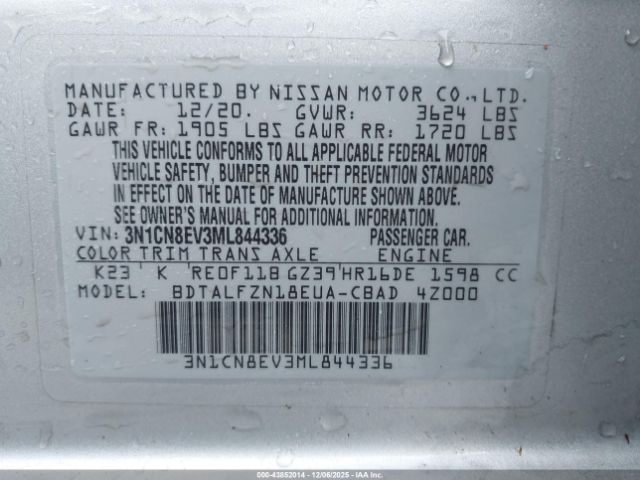 MANUFACTURED BY NISSAN MOTOR CO.,LTD.
DATE: 12/20. GVWR: 3624 LBS
GAWR FR: 1905 LBS GAWR RR: 1720 LBS
THIS VEHICLE CONFORMS TO ALL APPLICABLE FEDERAL MOTOR
VEHICLE SAFETY, BUMPER AND THEFT PREVENTION STANDARDS
IN EFFECT ON THE DATE OF MANUFACTURE SHOWN ABOVE.
SEE OWNER'S MANUAL FOR ADDITIONAL INFORMATION.
VIN: 3N1CN8EV3ML844336 PASSENGER CAR.
COLOR TRIM TRANS AXLE ENGINE
K23 K RE0F11B GZ39 HR16DE 1598 CC
MODEL: BDTALFZN18EUA-CBAD 4Z000
3N1CN8EV3ML844336
000-43852014 - 12/06/2025 - IAAI.COM